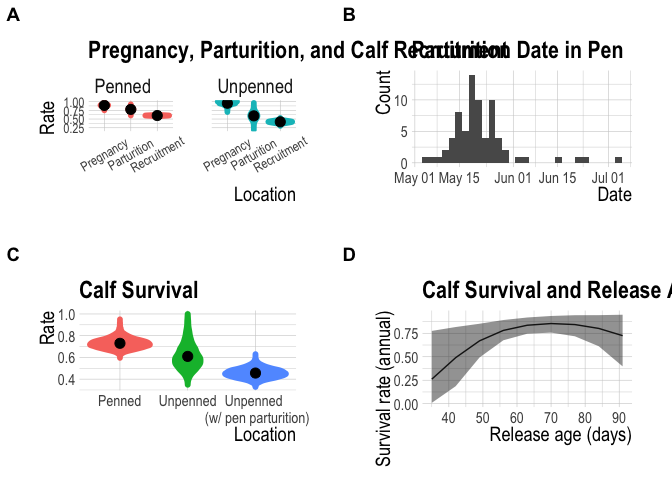 A
Pregnancy, Parturition, and Calf Recruitment
Penned
Unpenned
Rate
1.00
0.75
0.50
0.25
Pregnancy
Parturition
Recruitment
Pregnancy
Parturition
Recruitment
Location
B
Parturition Date in Pen
Count
10
5
0
May 01
May 15
Jun 01
Jun 15
Jul 01
Date
C
Calf Survival
Rate
1.0
0.8
0.6
0.4
Penned
Unpenned
Unpenned
(w/ pen parturition)
Location
D
Calf Survival and Release A
Survival rate (annual)
0.75
0.50
0.25
0.00
40
50
60
70
80
90
Release age (days)